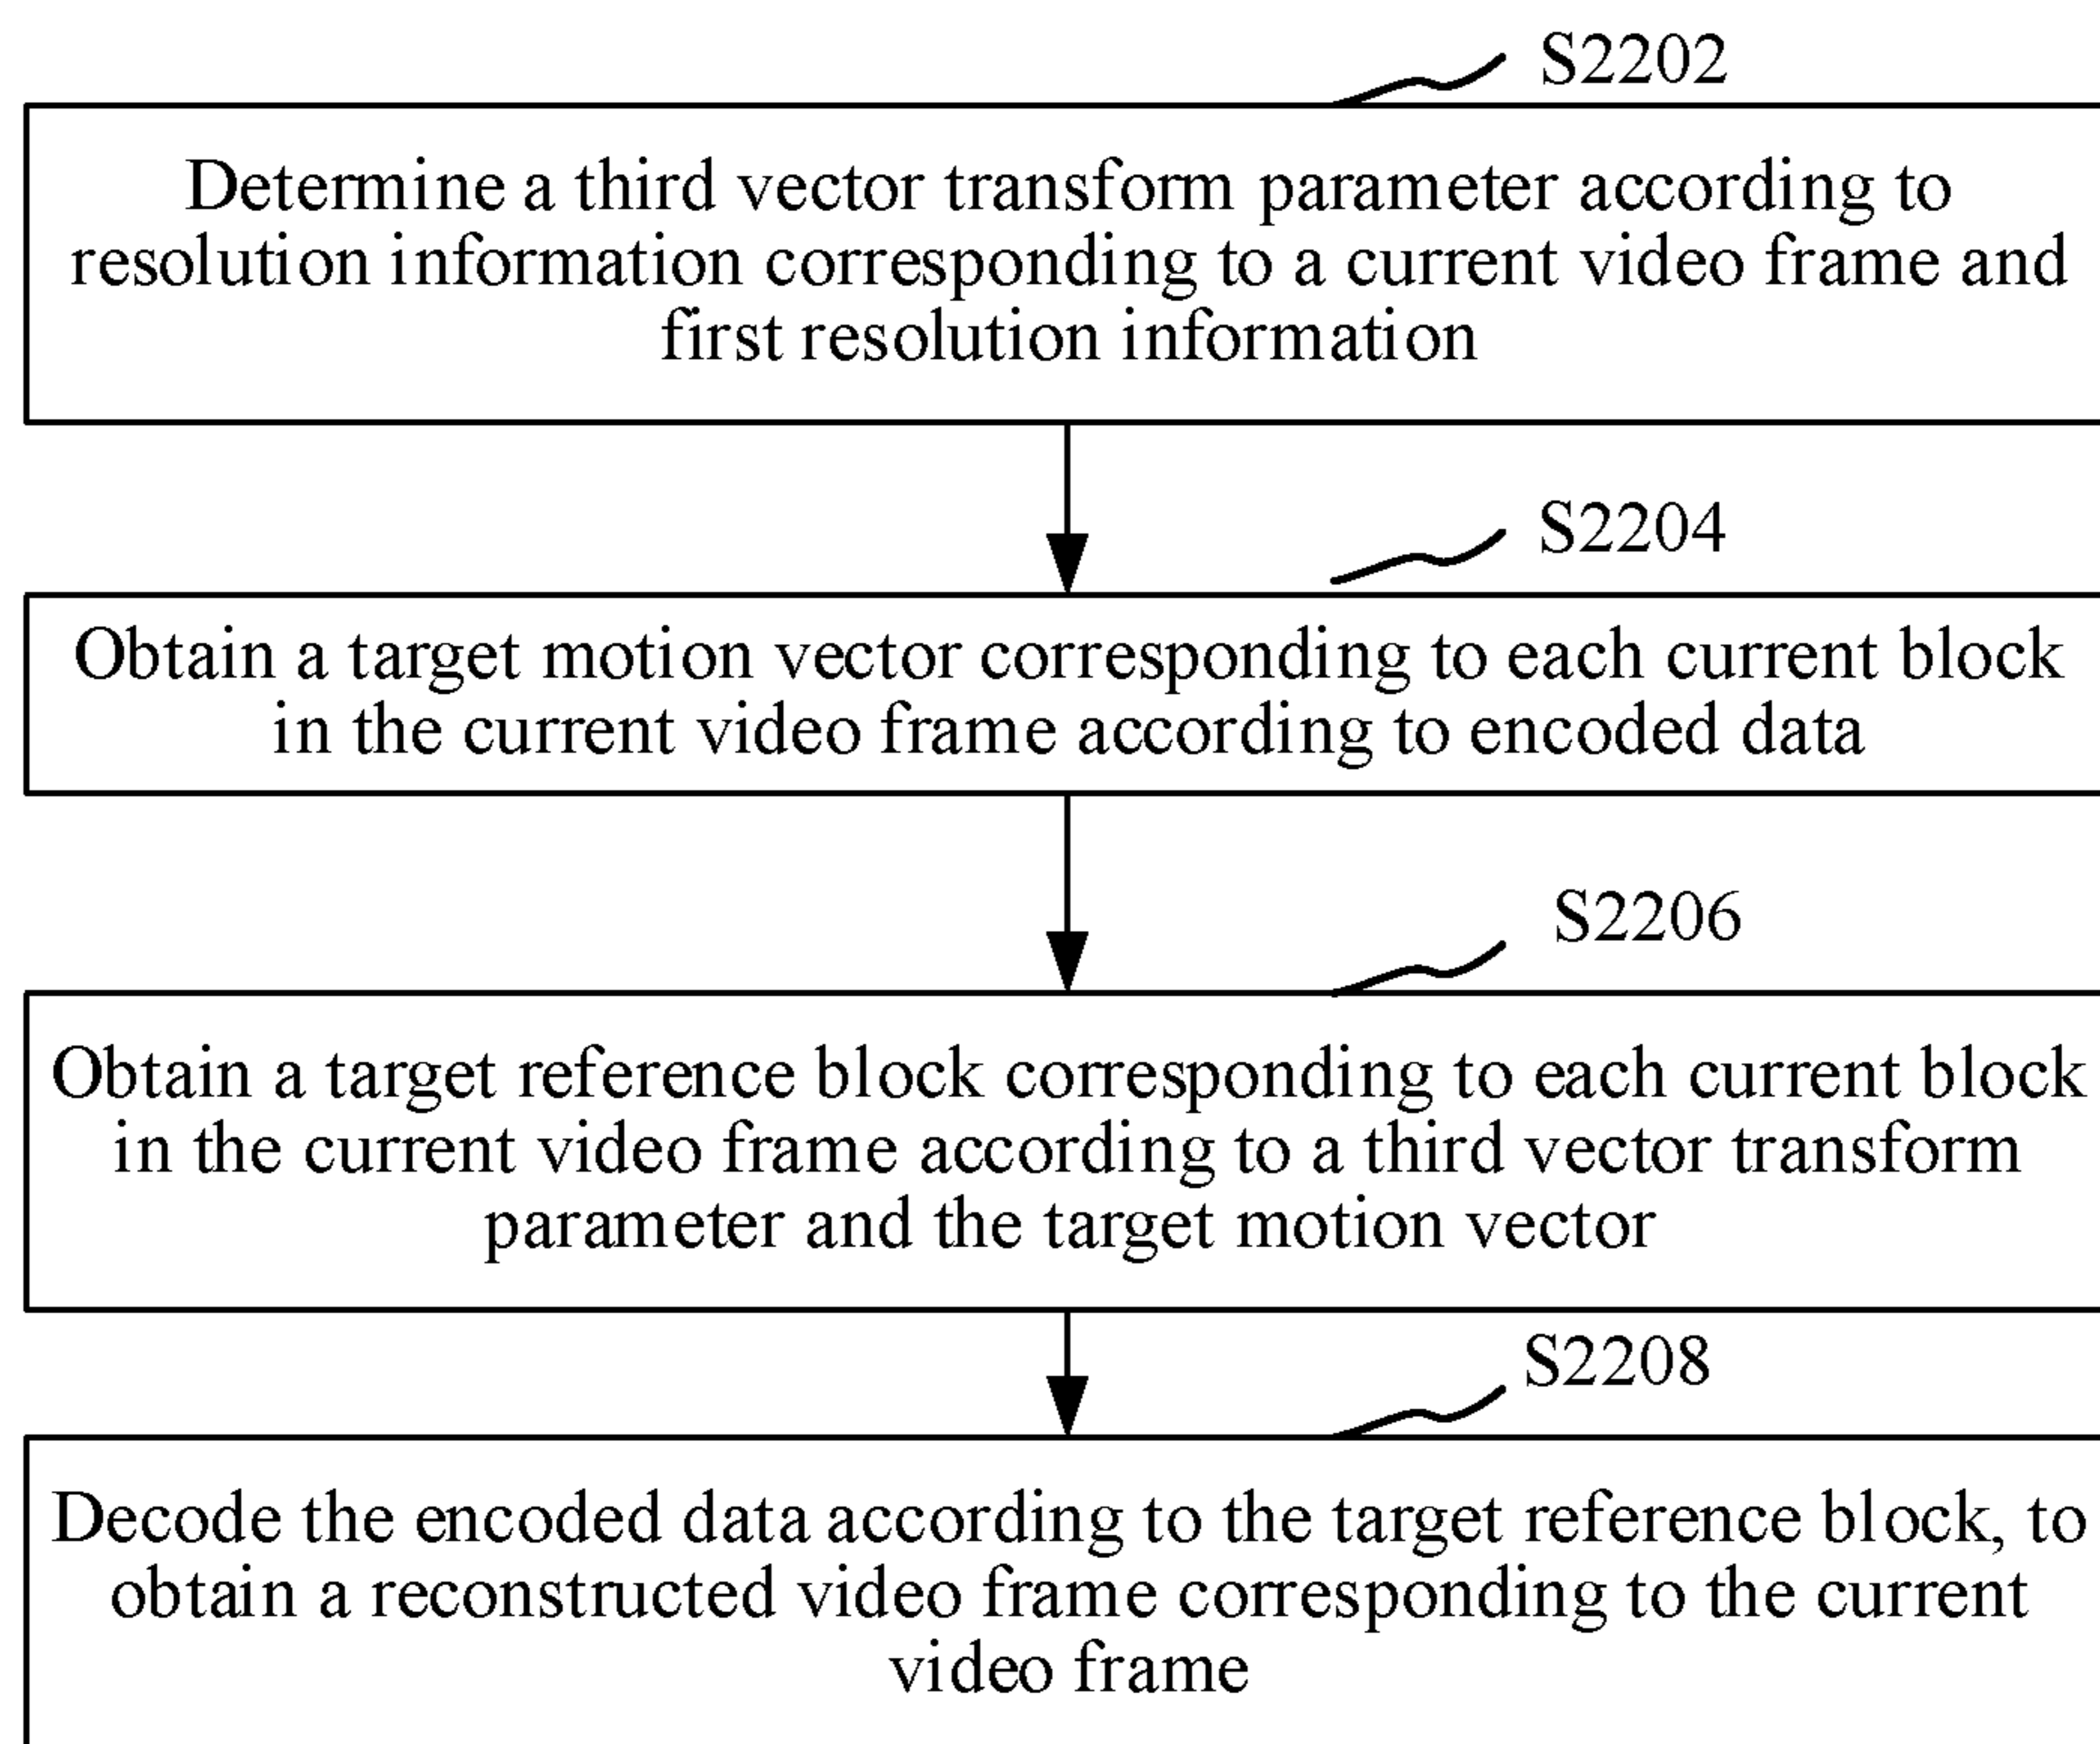 S2202
Determine a third vector transform parameter according to
resolution information corresponding to a current video frame and
first resolution information
S2204
Obtain a target motion vector corresponding to each current block
in the current video frame according to encoded data
S2206
Obtain a target reference block corresponding to each current block
in the current video frame according to a third vector transform
parameter and the target motion vector
S2208
Decode the encoded data according to the target reference block, to
obtain a reconstructed video frame corresponding to the current
video frame